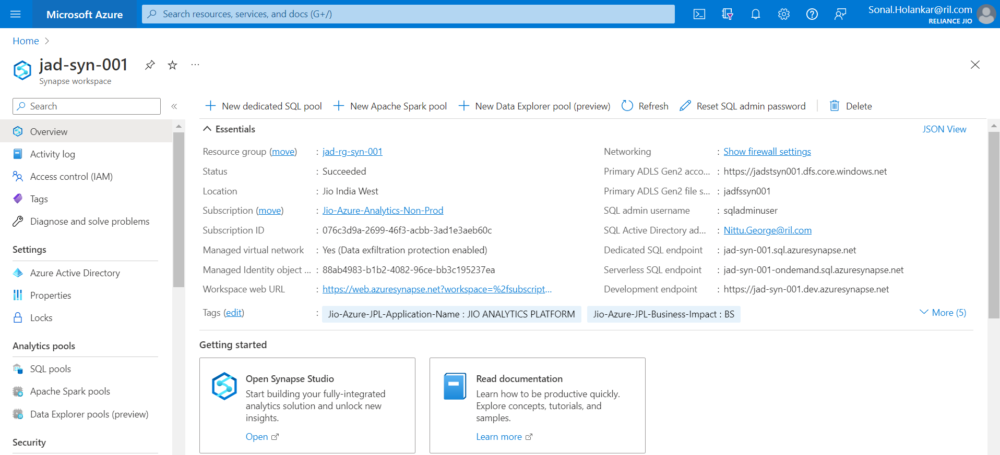 Microsoft Azure
Search resources, services, and docs (G+/)
Sonal.Holankar@ril.com
RELIANCE JIO
Home
jad-syn-001
Synapse workspace
Search
Overview
Activity log
Access control (IAM)
Tags
Diagnose and solve problems
Settings
Azure Active Directory
Properties
Locks
Analytics pools
SQL pools
Apache Spark pools
Data Explorer pools (preview)
Security
New dedicated SQL pool
New Apache Spark pool
New Data Explorer pool (preview)
Refresh
Reset SQL admin password
Delete
Essentials
JSON View
Resource group (move) : jad-rg-syn-001
Status : Succeeded
Location : Jio India West
Subscription (move) : Jio-Azure-Analytics-Non-Prod
Subscription ID : 076c3d9a-2699-46f3-acbb-3ad1e3aeb60c
Managed virtual network : Yes (Data exfiltration protection enabled)
Managed Identity object ... : 88ab4983-b1b2-4082-96ce-bb3c195237ea
Workspace web URL : https://web.azuresynapse.net?workspace=%2fsubscript...
Networking : Show firewall settings
Primary ADLS Gen2 acco... : https://jadstsyn001.dfs.core.windows.net
Primary ADLS Gen2 file s... : jadfssyn001
SQL admin username : sqladminuser
SQL Active Directory ad... : Nittu.George@ril.com
Dedicated SQL endpoint : jad-syn-001.sql.azuresynapse.net
Serverless SQL endpoint : jad-syn-001-ondemand.sql.azuresynapse.net
Development endpoint : https://jad-syn-001.dev.azuresynapse.net
Tags (edit) : Jio-Azure-JPL-Application-Name : JIO ANALYTICS PLATFORM Jio-Azure-JPL-Business-Impact : BS
More (5)
Getting started
Open Synapse Studio
Start building your fully-integrated
analytics solution and unlock new
insights.
Open
Read documentation
Learn how to be productive quickly.
Explore concepts, tutorials, and
samples.
Learn more